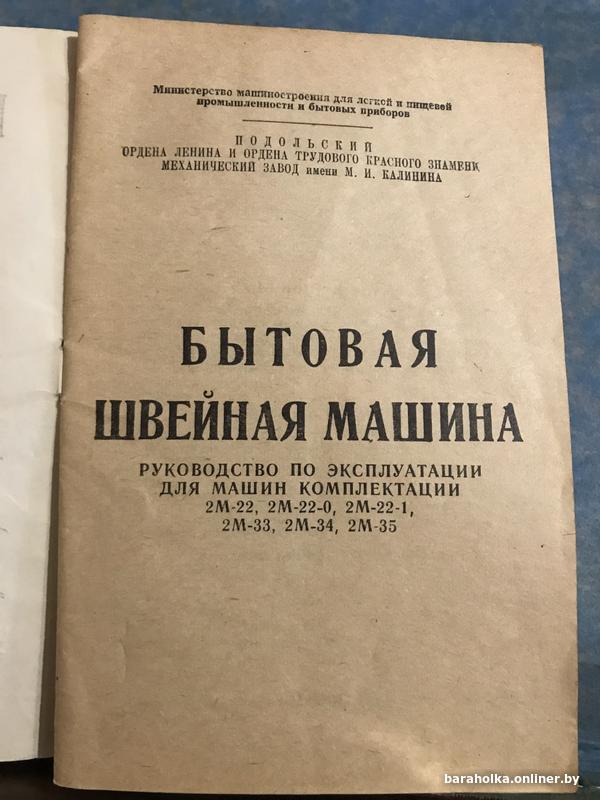 Министерство машиностроения для легкой и пищевой
промышленности и бытовых приборов
ПОДОЛЬСКИЙ
ОРДЕНА ЛЕНИНА И ОРДЕНА ТРУДОВОГО КРАСНОГО ЗНАМЕНИ
МЕХАНИЧЕСКИЙ ЗАВОД имени М. И. КАЛИНИНА
БЫТОВАЯ
ШВЕЙНАЯ МАШИНА
РУКОВОДСТВО ПО ЭКСПЛУАТАЦИИ
ДЛЯ МАШИН КОМПЛЕКТАЦИИ
2М-22, 2М-22-0, 2М-22-1,
2М-33, 2М-34, 2М-35
baraholka.onliner.by